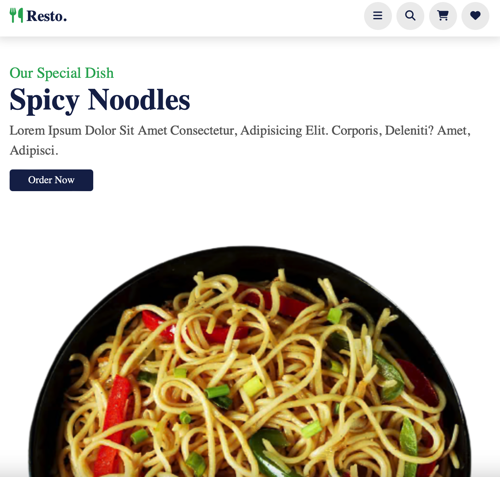 Resto.
Our Special Dish
Spicy Noodles
Lorem Ipsum Dolor Sit Amet Consectetur, Adipisicing Elit. Corporis, Deleniti? Amet,
Adipisci.
Order Now